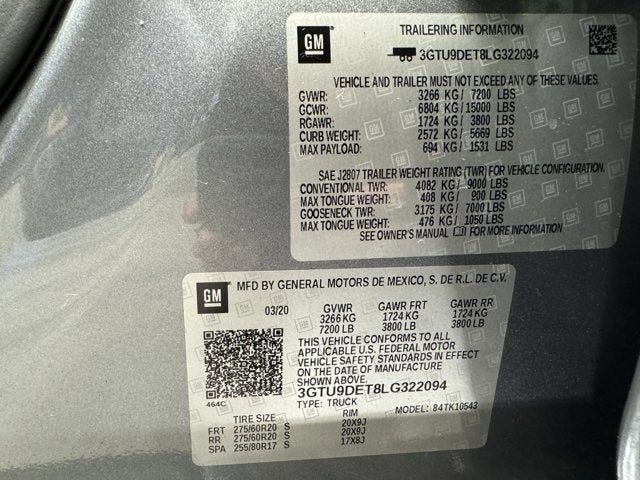 GM
TRAILERING INFORMATION
3GTU9DET8LG322094
VEHICLE AND TRAILER MUST NOT EXCEED ANY OF THESE VALUES.
GVWR: 3266 KG / 7200 LBS
GCWR: 6804 KG / 15000 LBS
RGAWR: 1724 KG / 3800 LBS
CURB WEIGHT: 2572 KG / 5669 LBS
MAX PAYLOAD: 694 KG / 1531 LBS
SAE J2807 TRAILER WEIGHT RATING (TWR) FOR VEHICLE CONFIGURATION.
CONVENTIONAL TWR: 4082 KG / 9000 LBS
MAX TONGUE WEIGHT: 408 KG / 900 LBS
GOOSENECK TWR: 3175 KG / 7000 LBS
MAX TONGUE WEIGHT: 476 KG / 1050 LBS
SEE OWNER'S MANUAL FOR MORE INFORMATION
GM
MFD BY GENERAL MOTORS DE MEXICO, S. DE R.L. DE C.V.
03/20 GVWR GAWR FRT GAWR RR
3266 KG 1724 KG 1724 KG
7200 LB 3800 LB 3800 LB
THIS VEHICLE CONFORMS TO ALL
APPLICABLE U.S. FEDERAL MOTOR
VEHICLE SAFETY STANDARDS IN EFFECT
ON THE DATE OF MANUFACTURE
SHOWN ABOVE.
3GTU9DET8LG322094
464C TYPE: TRUCK MODEL: 84TK10543
TIRE SIZE RIM
FRT 275/60R20 S 20X9J
RR 275/60R20 S 20X9J
SPA 255/80R17 S 17X8J